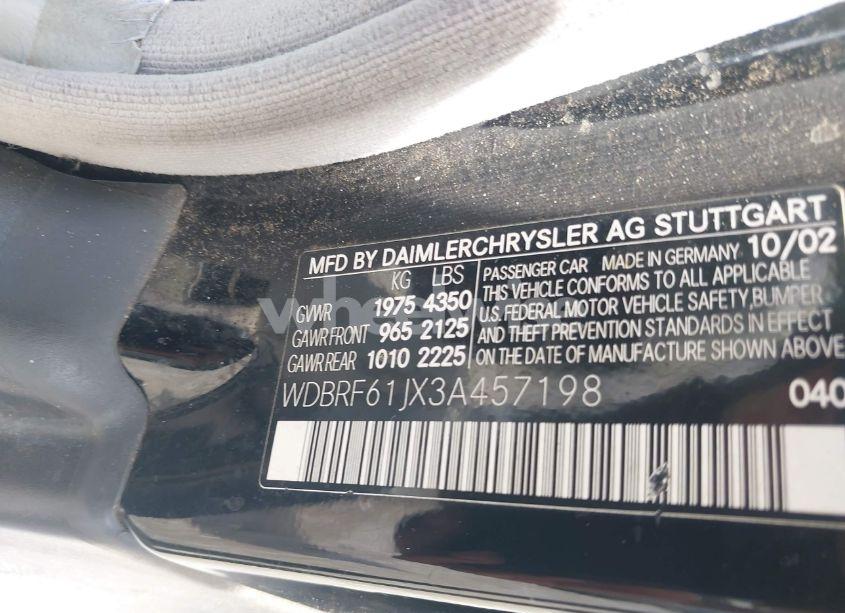 MFD BY DAIMLERCHRYSLER AG STUTTGART
KG LBS
GVWR 1975 4350
GAWR FRONT 965 2125
GAWR REAR 1010 2225
PASSENGER CAR MADE IN GERMANY 10/02
THIS VEHICLE CONFORMS TO ALL APPLICABLE
U.S. FEDERAL MOTOR VEHICLE SAFETY, BUMPER
AND THEFT PREVENTION STANDARDS IN EFFECT
ON THE DATE OF MANUFACTURE SHOWN ABOVE
WDBRF61JX3A457198
040